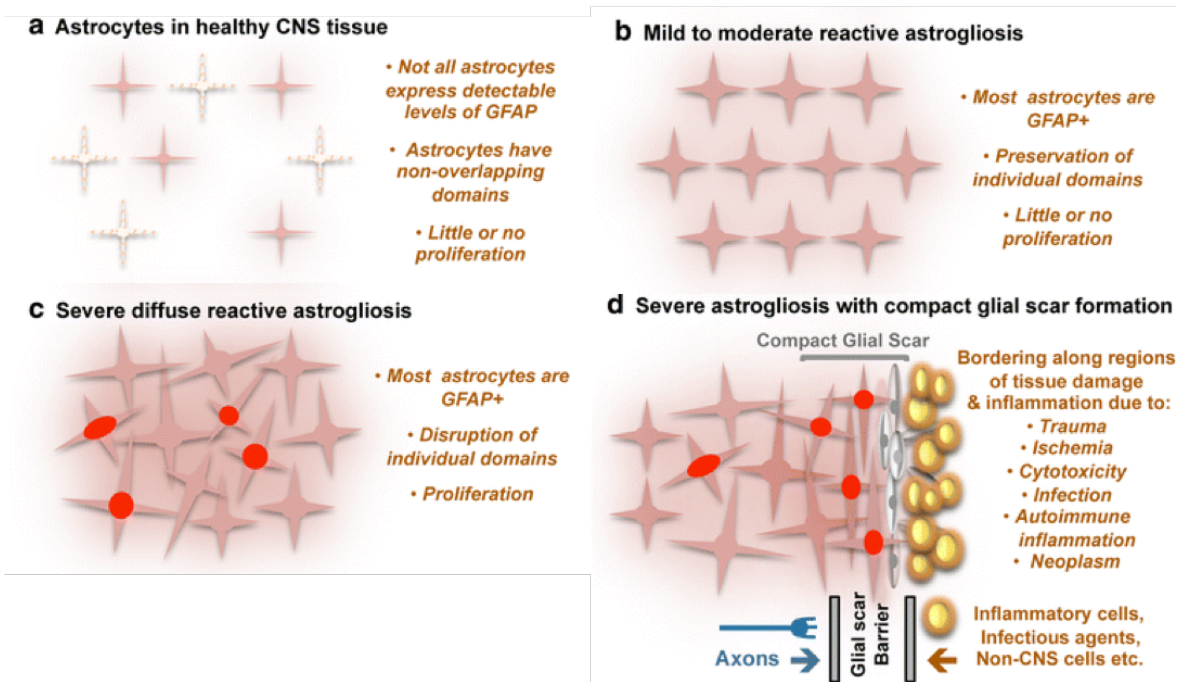 a Astrocytes in healthy CNS tissue
• Not all astrocytes
express detectable
levels of GFAP
• Astrocytes have
non-overlapping
domains
• Little or no
proliferation
b Mild to moderate reactive astrogliosis
• Most astrocytes are
GFAP+
• Preservation of
individual domains
• Little or no
proliferation
c Severe diffuse reactive astrogliosis
• Most astrocytes are
GFAP+
• Disruption of
individual domains
• Proliferation
d Severe astrogliosis with compact glial scar formation
Compact Glial Scar
Bordering along regions
of tissue damage
& inflammation due to:
• Trauma
• Ischemia
• Cytotoxicity
• Infection
• Autoimmune
inflammation
• Neoplasm
Axons
Glial scar
Barrier
Inflammatory cells,
Infectious agents,
Non-CNS cells etc.